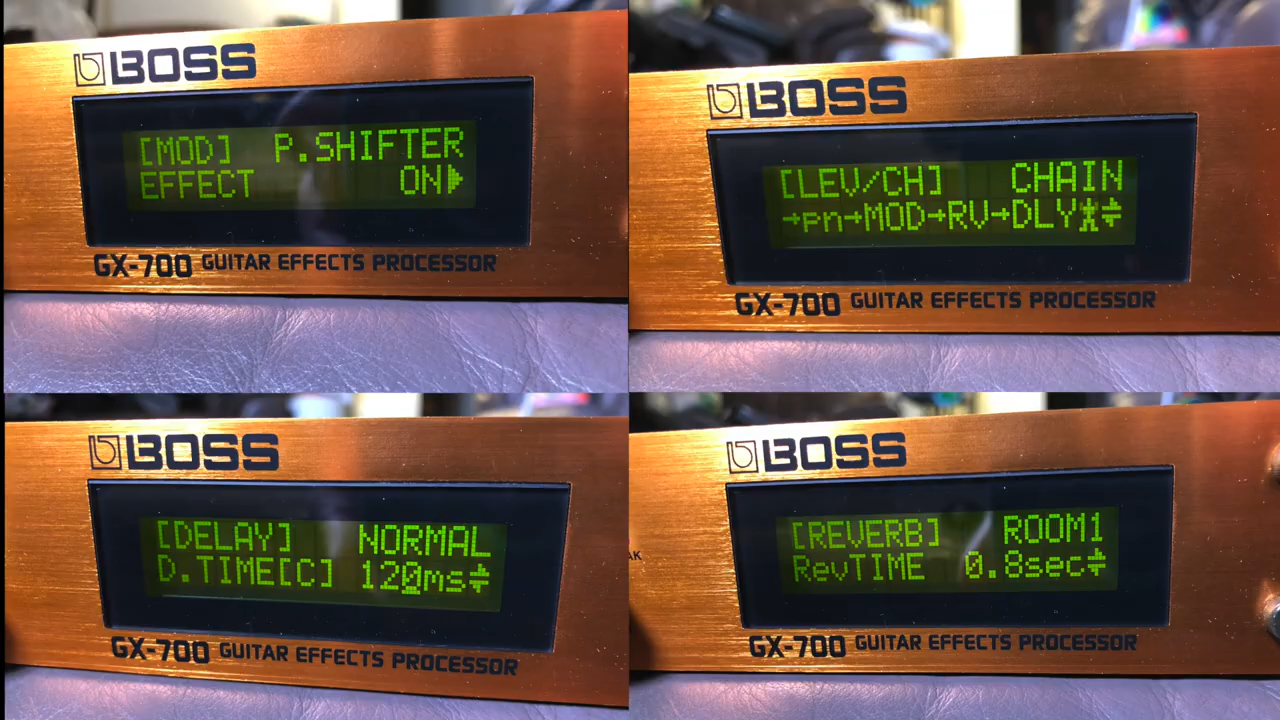 BOSS
[MOD] P.SHIFTER
EFFECT ON▶
GX-700 GUITAR EFFECTS PROCESSOR
BOSS
[LEV/CH] CHAIN
→pn→MOD→RV→DLY
GX-700 GUITAR EFFECTS PROCESSOR
BOSS
[DELAY] NORMAL
D.TIME[C] 120ms
GX-700 GUITAR EFFECTS PROCESSOR
BOSS
[REVERB] ROOM1
RevTIME 0.8sec
GX-700 GUITAR EFFECTS PROCESSOR